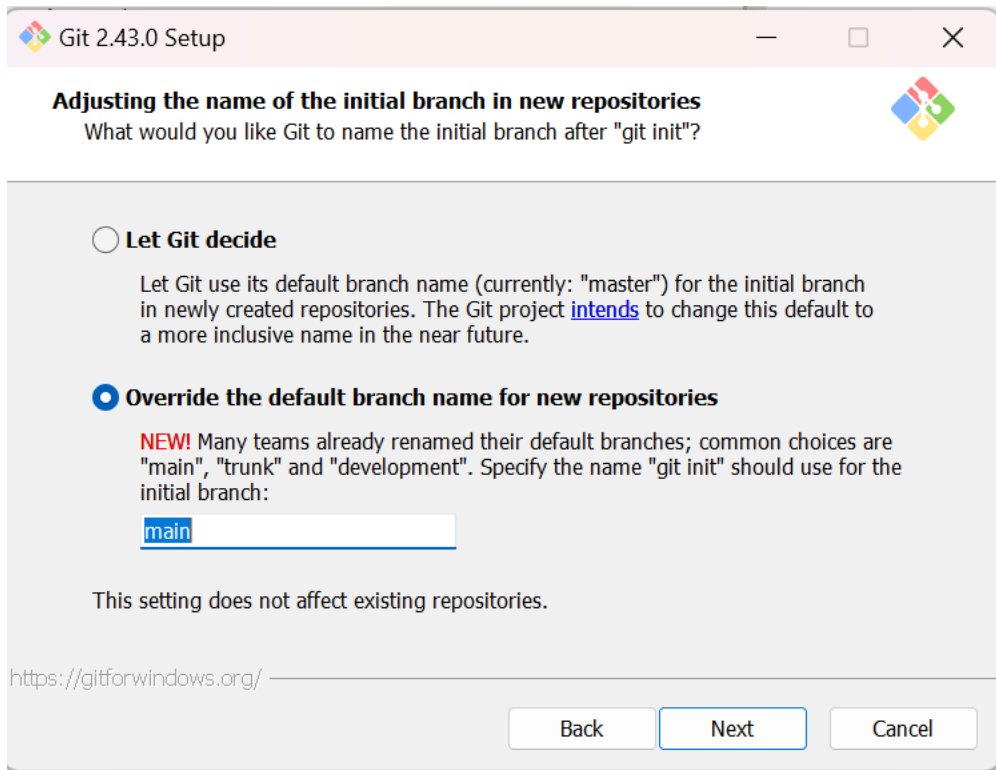 Git 2.43.0 Setup
Adjusting the name of the initial branch in new repositories
What would you like Git to name the initial branch after "git init"?
Let Git decide
Let Git use its default branch name (currently: "master") for the initial branch
in newly created repositories. The Git project intends to change this default to
a more inclusive name in the near future.
Override the default branch name for new repositories
NEW! Many teams already renamed their default branches; common choices are
"main", "trunk" and "development". Specify the name "git init" should use for the
initial branch:
main
This setting does not affect existing repositories.
https://gitforwindows.org/
Back Next Cancel